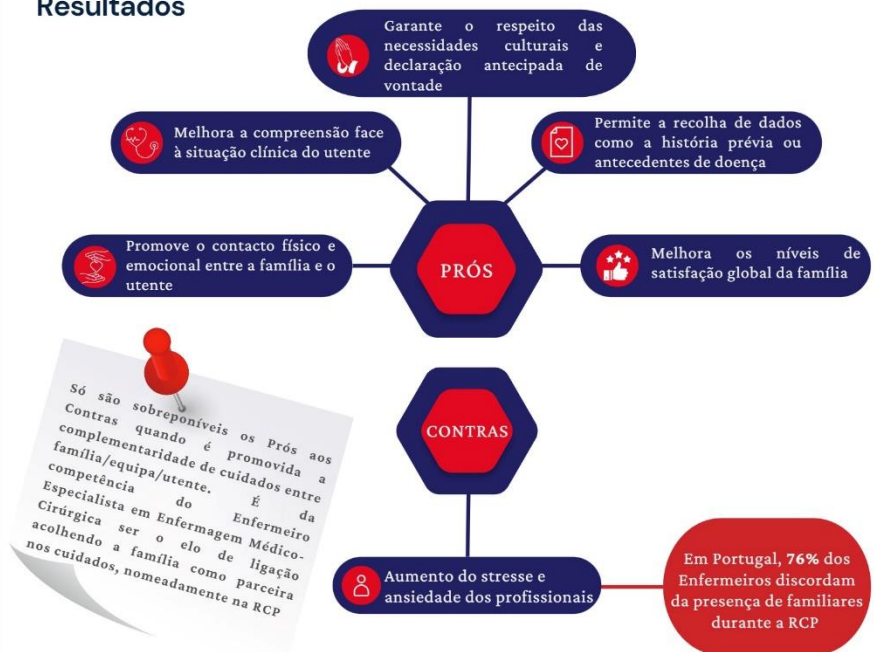 Resultados
Garante o respeito das
necessidades culturais e
declaração antecipada de
vontade
Melhora a compreensão face
à situação clínica do utente
Permite a recolha de dados
como a história prévia ou
antecedentes de doença
Promove o contacto físico e
emocional entre a família e o
utente
PRÓS
Melhora os níveis de
satisfação global da família
Só são sobreponíveis os Prós aos
Contras quando é promovida a
complementaridade de cuidados entre
família/equipa/utente. É da
competência do Enfermeiro
Especialista em Enfermagem Médico-
Cirúrgica ser o elo de ligação
acolhendo a família como parceira
nos cuidados, nomeadamente na RCP
CONTRAS
Aumento do stresse e
ansiedade dos profissionais
Em Portugal, 76% dos
Enfermeiros discordam
da presença de familiares
durante a RCP